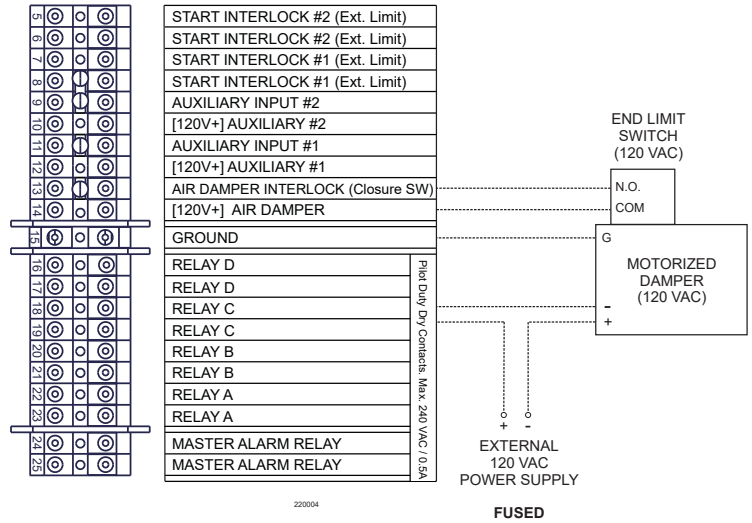 5 START INTERLOCK #2 (Ext. Limit)
6 START INTERLOCK #2 (Ext. Limit)
7 START INTERLOCK #1 (Ext. Limit)
8 START INTERLOCK #1 (Ext. Limit)
9 AUXILIARY INPUT #2
10 [120V+] AUXILIARY #2
11 AUXILIARY INPUT #1
12 [120V+] AUXILIARY #1
13 AIR DAMPER INTERLOCK (Closure SW)
14 [120V+] AIR DAMPER
15 GROUND
16 RELAY D
17 RELAY D
18 RELAY C
19 RELAY C
20 RELAY B
21 RELAY B
22 RELAY A
23 RELAY A
24 MASTER ALARM RELAY
25 MASTER ALARM RELAY
Pilot Duty Dry Contacts. Max. 240 VAC / 0.5A
END LIMIT
SWITCH
(120 VAC)
N.O.
COM
G
MOTORIZED
DAMPER
(120 VAC)
-
+
+ -
EXTERNAL
120 VAC
POWER SUPPLY
FUSED
220004